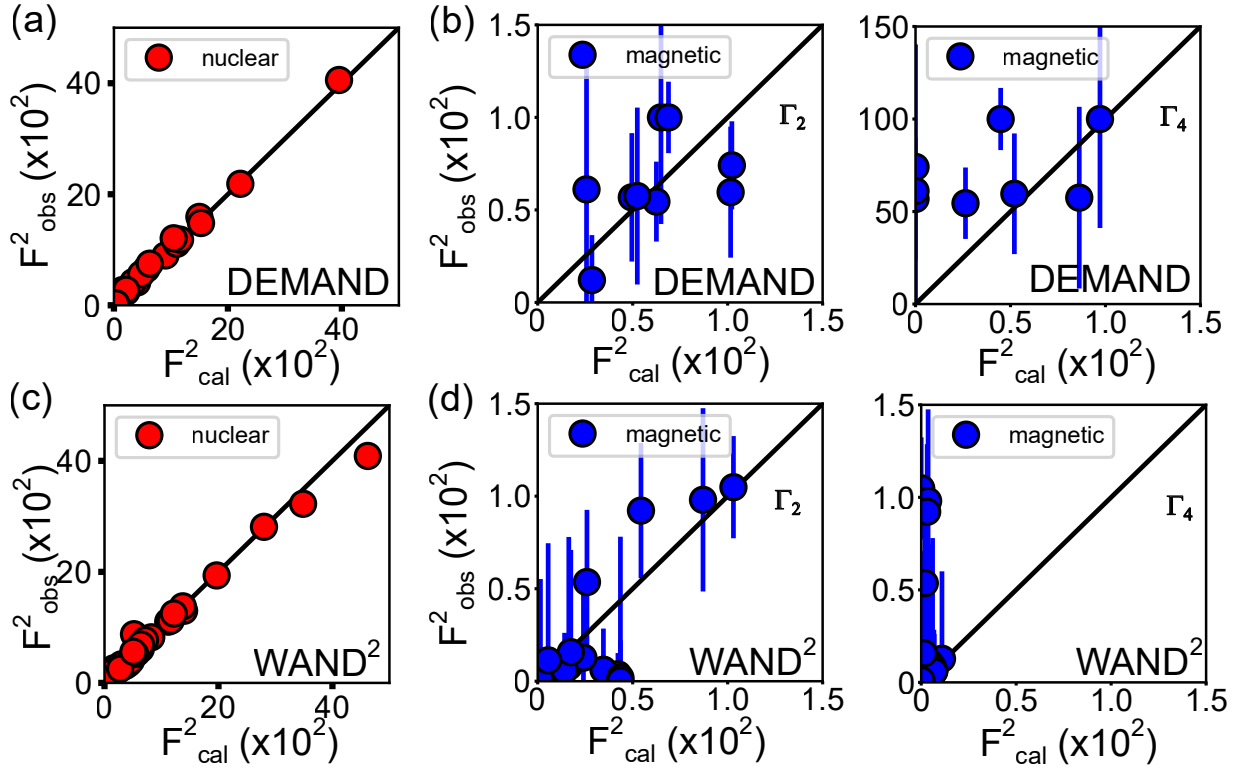 (a)
nuclear
F²obs (x10²)
40
20
0
0 20 40
DEMAND
F²cal (x10²)
(b)
magnetic
F²obs (x10²)
1.5
1.0
0.5
0
0 0.5 1.0 1.5
Γ₂
DEMAND
F²cal (x10²)
magnetic
150
100
50
0
0 0.5 1.0 1.5
Γ₄
DEMAND
F²cal (x10²)
(c)
nuclear
F²obs (x10²)
40
20
0
0 20 40
WAND²
F²cal (x10²)
(d)
magnetic
F²obs (x10²)
1.5
1.0
0.5
0
0 0.5 1.0 1.5
Γ₂
WAND²
F²cal (x10²)
magnetic
1.5
1.0
0.5
0
0 0.5 1.0 1.5
Γ₄
WAND²
F²cal (x10²)